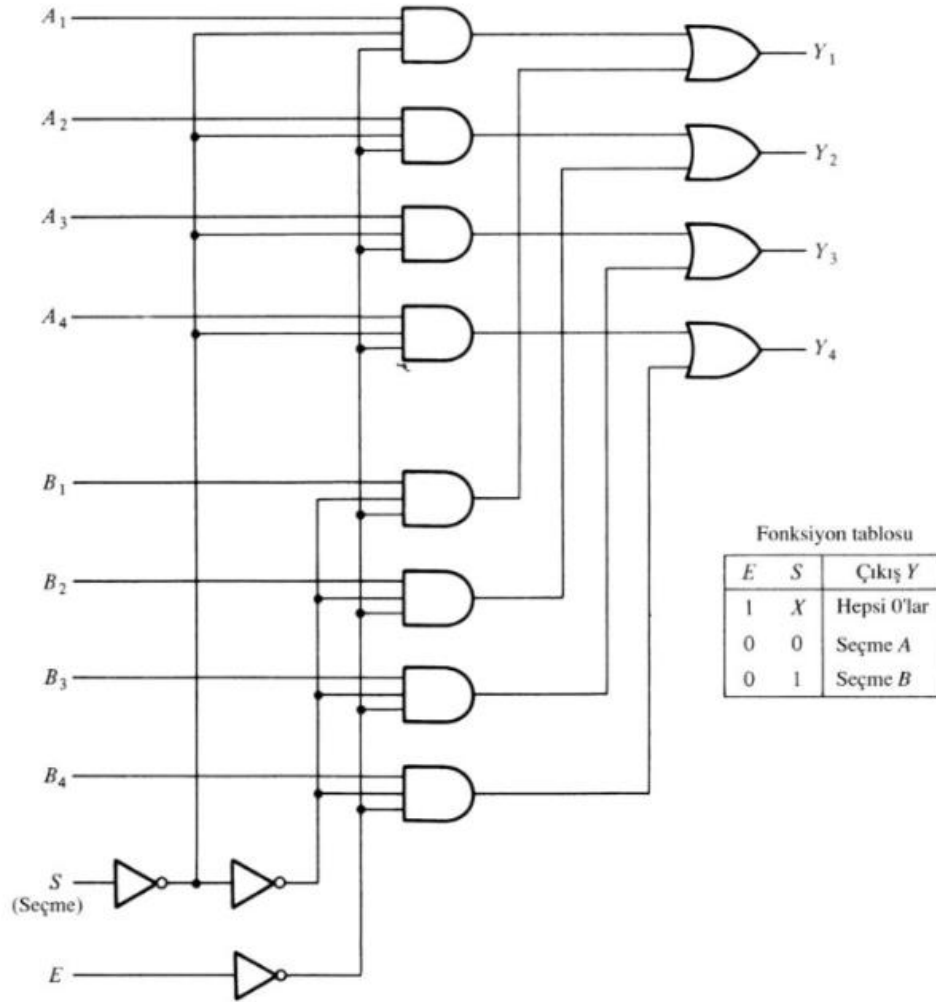 A1
Y1
A2
Y2
A3
Y3
A4
Y4
B1
B2
B3
B4
S
(Seçme)
E
Fonksiyon tablosu
E S Çıkış Y
1 X Hepsi 0'lar
0 0 Seçme A
0 1 Seçme B